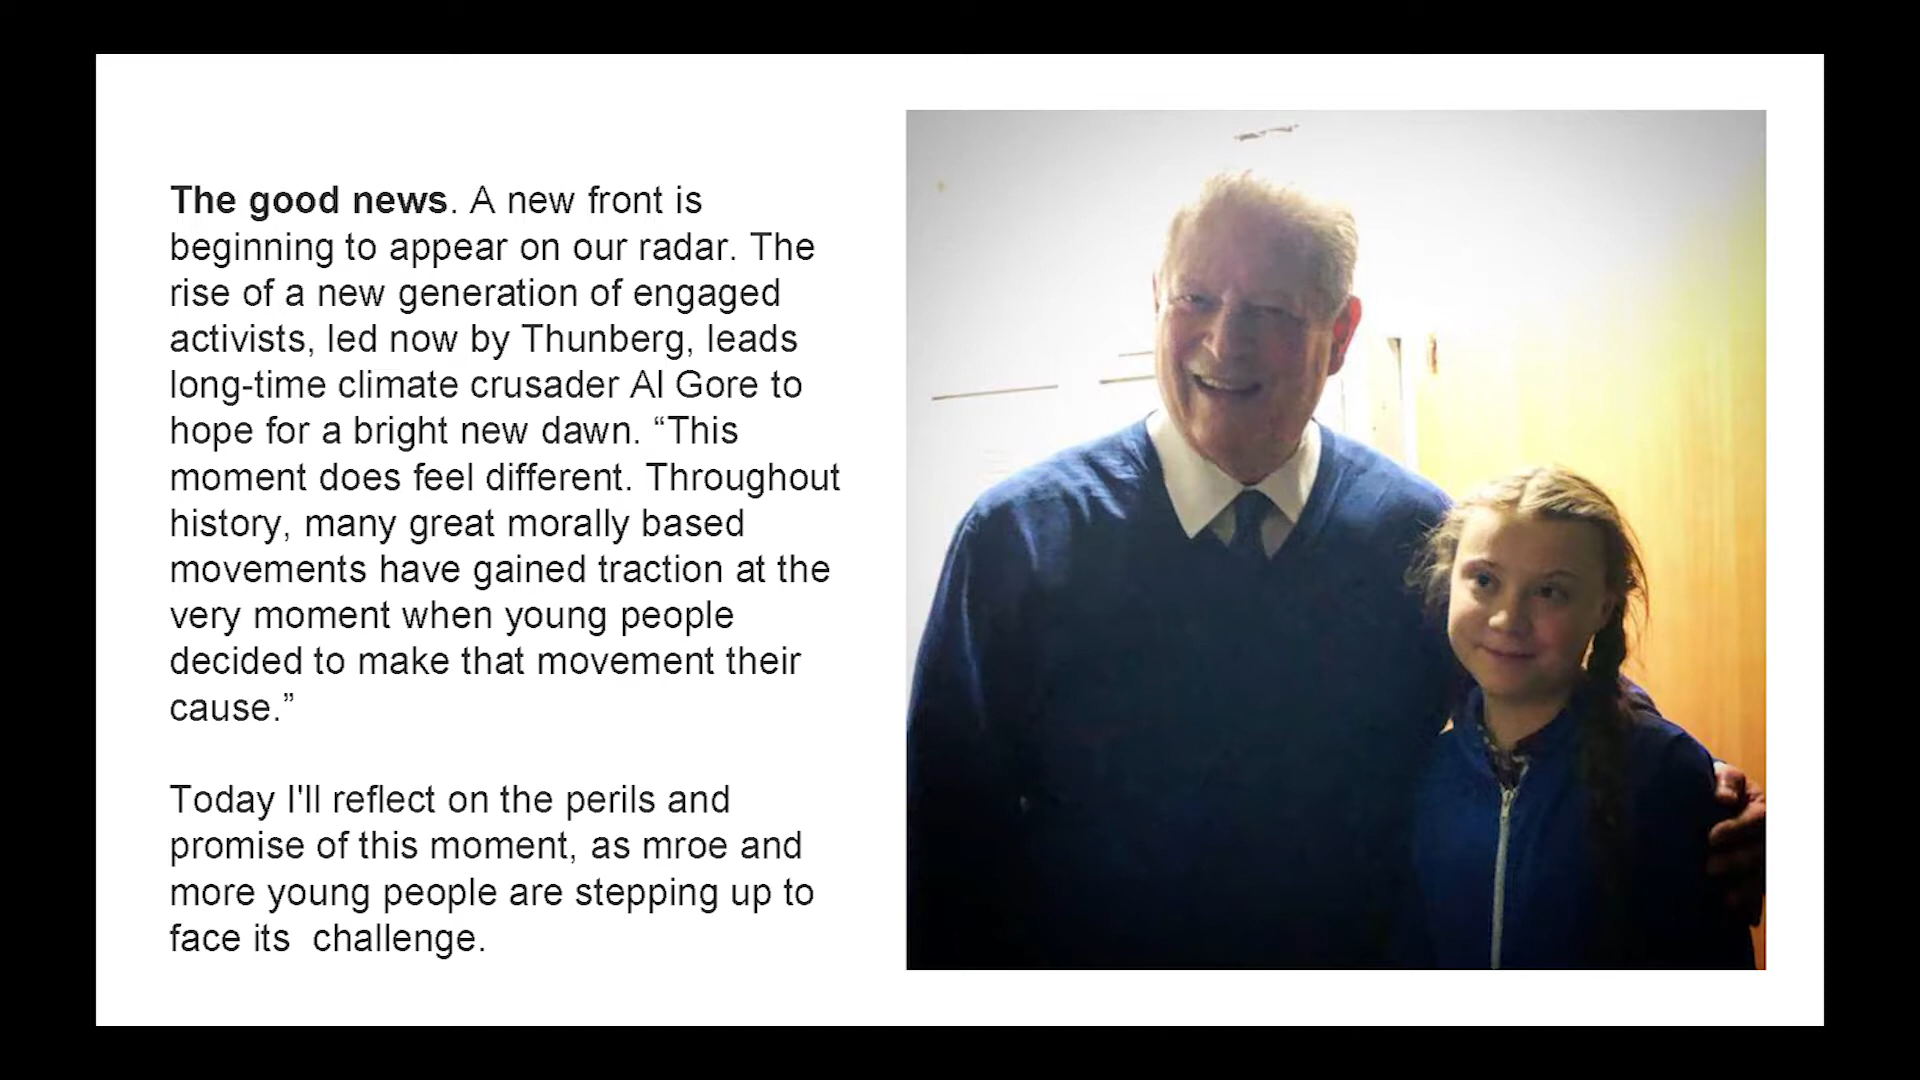 The good news. A new front is
beginning to appear on our radar. The
rise of a new generation of engaged
activists, led now by Thunberg, leads
long-time climate crusader Al Gore to
hope for a bright new dawn. “This
moment does feel different. Throughout
history, many great morally based
movements have gained traction at the
very moment when young people
decided to make that movement their
cause.”
Today I'll reflect on the perils and
promise of this moment, as mroe and
more young people are stepping up to
face its  challenge.